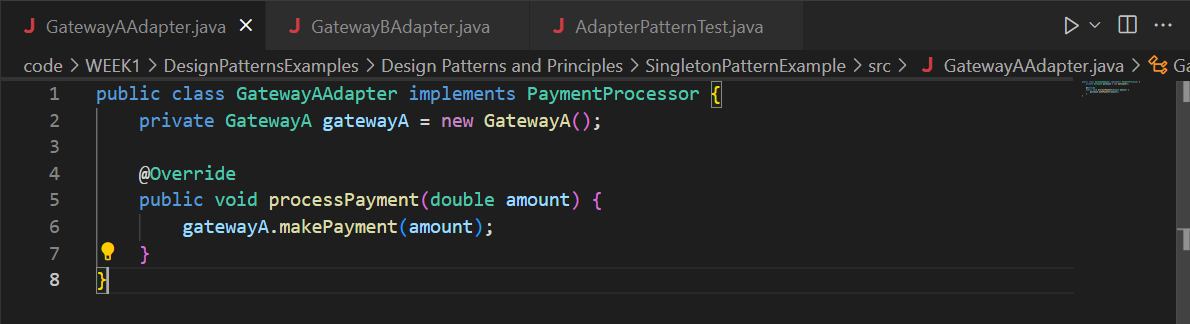 J GatewayAAdapter.java × J GatewayBAdapter.java J AdapterPatternTest.java
code > WEEK1 > DesignPatternsExamples > Design Patterns and Principles > SingletonPatternExample > src > J GatewayAAdapter.java > Ga
1 public class GatewayAAdapter implements PaymentProcessor {
2     private GatewayA gatewayA = new GatewayA();
3
4     @Override
5     public void processPayment(double amount) {
6         gatewayA.makePayment(amount);
7     }
8 }